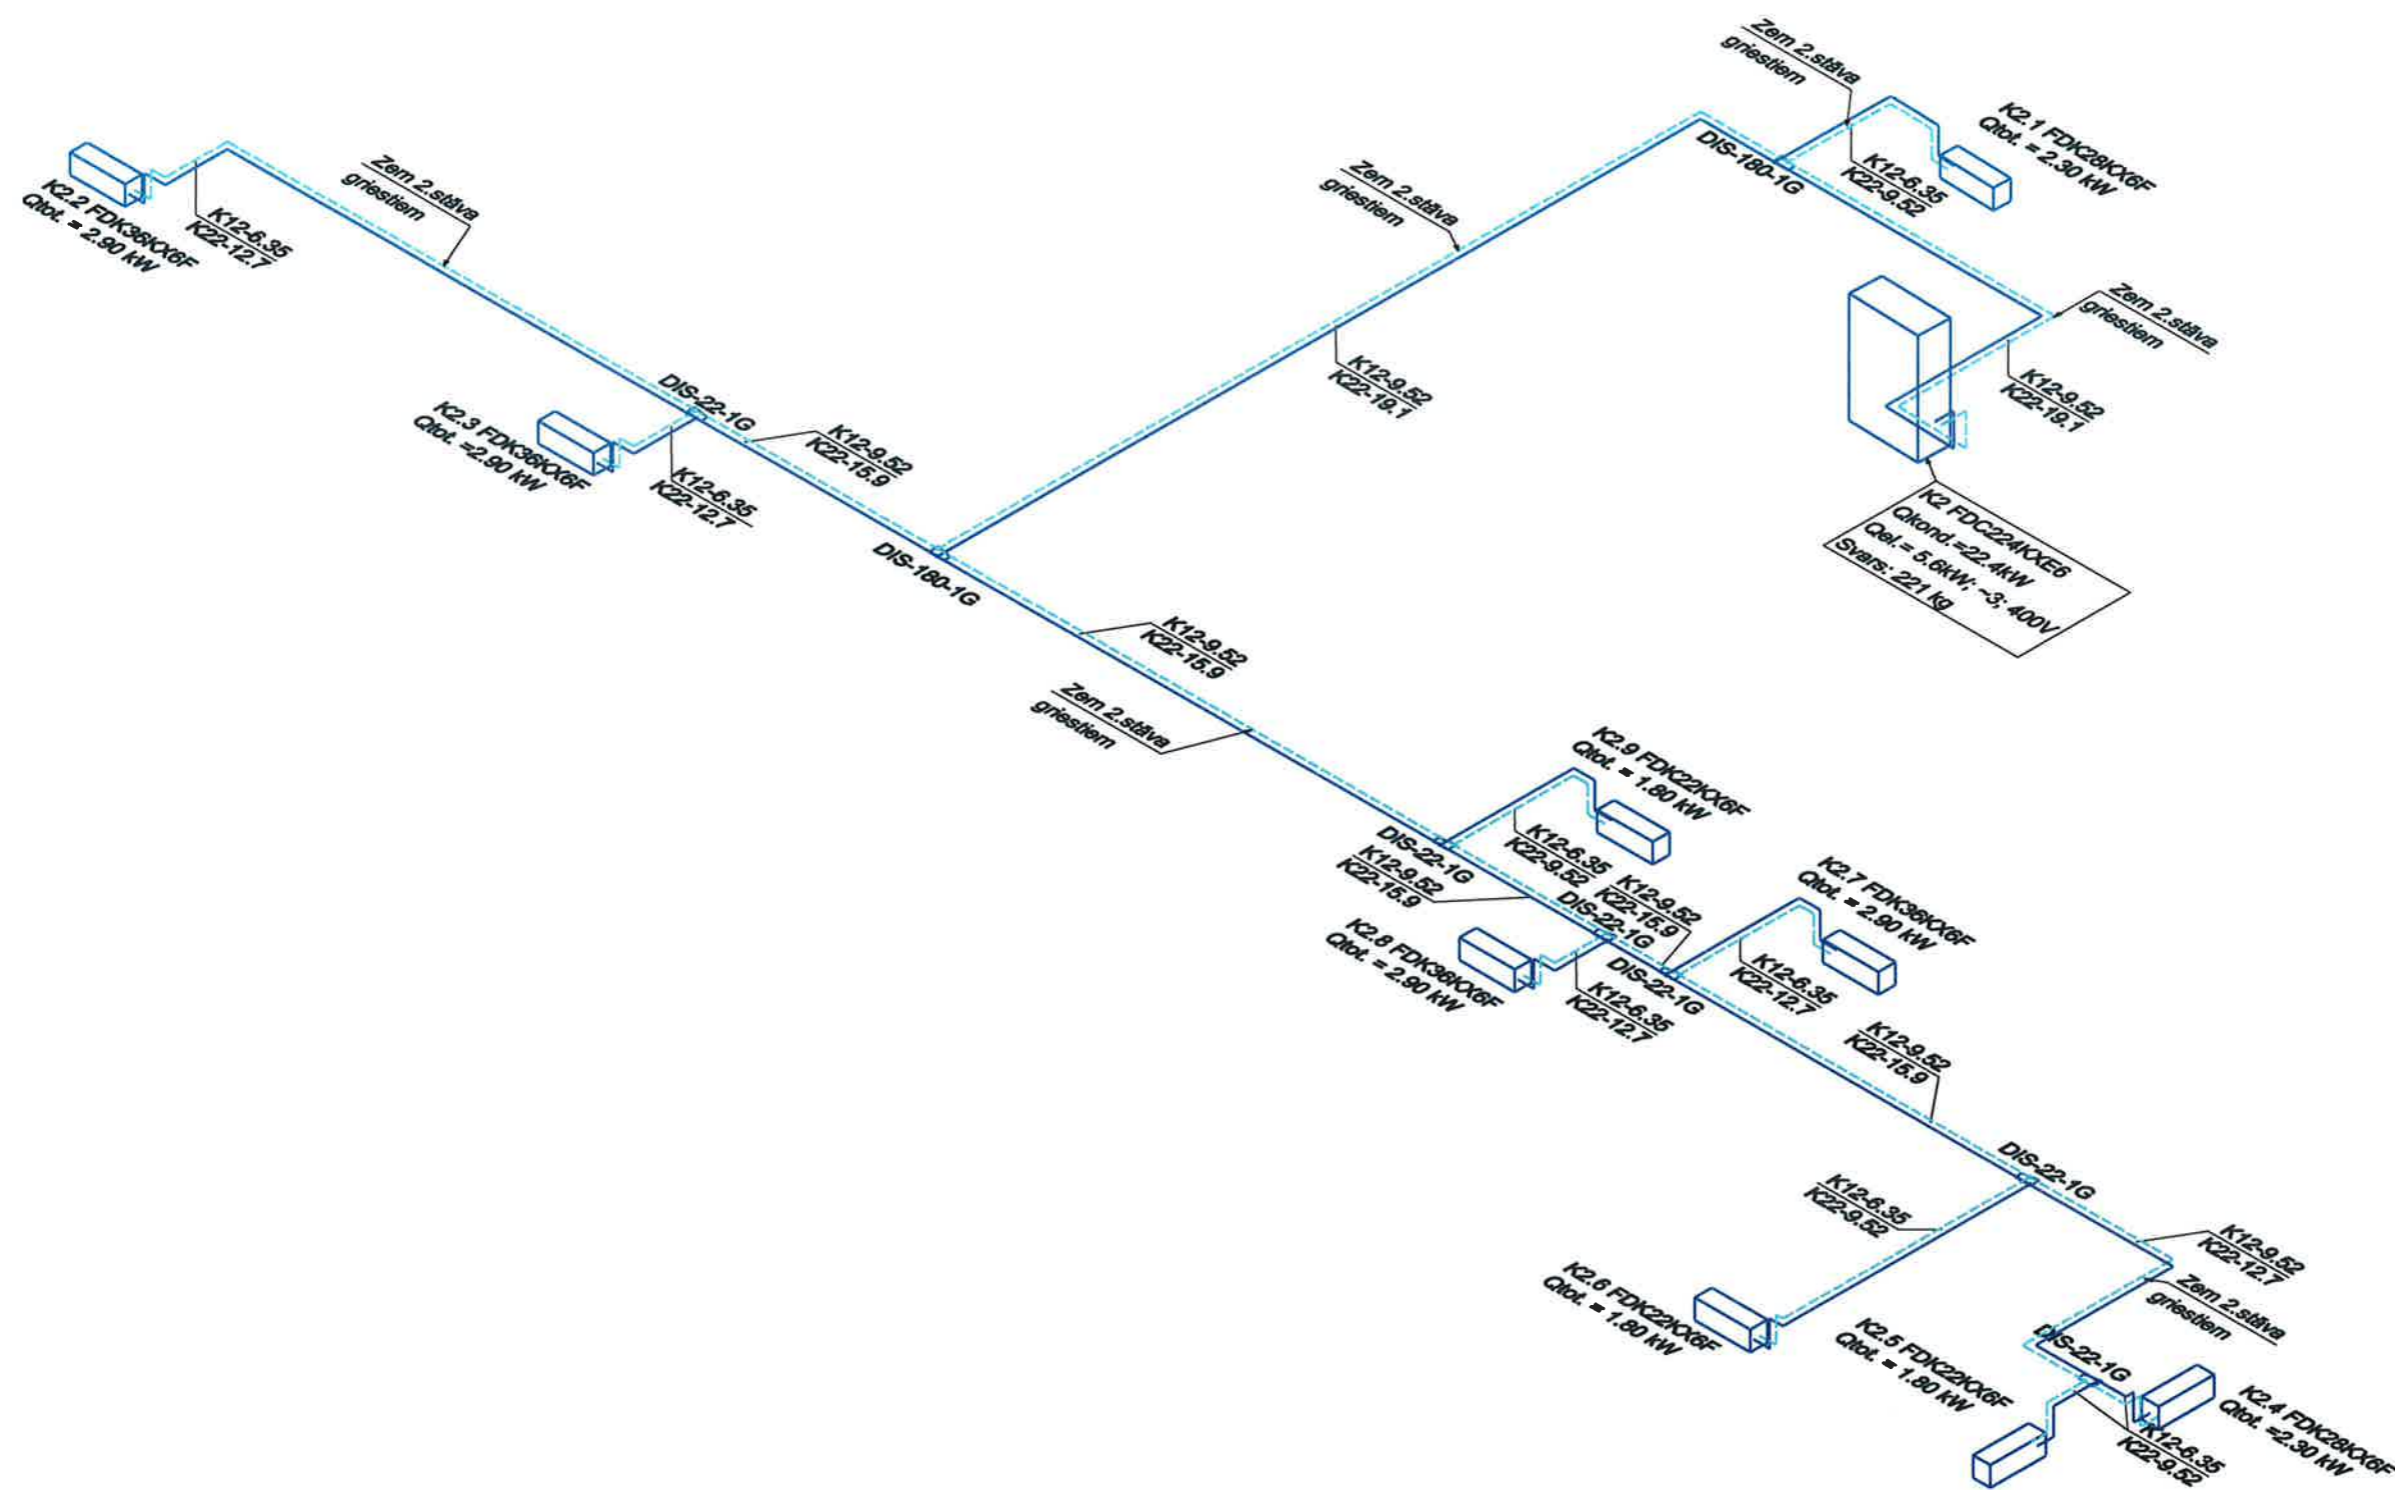 Zem 2.stāva
griestiem
K2.1 FDK28KX6F
Qtot. = 2.30 kW
DIS-180-1G
K12-6.35
K22-9.52
K2.2 FDK36KX6F
Qtot. = 2.90 kW
K12-6.35
K22-12.7
Zem 2.stāva
griestiem
Zem 2.stāva
griestiem
Zem 2.stāva
griestiem
K12-9.52
K22-19.1
K12-9.52
K22-19.1
DIS-22-1G
K2.3 FDK36KX6F
Qtot. =2.90 kW
K12-6.35
K22-12.7
K12-9.52
K22-15.9
K2 FDC224KXE6
Qkond.=22.4kW
Qel.= 5.6kW; ~3; 400V
Svars: 221 kg
DIS-180-1G
K12-9.52
K22-15.9
Zem 2.stāva
griestiem
K2.9 FDK22KX6F
Qtot. = 1.80 kW
DIS-22-1G
K12-6.35
K22-9.52
K12-9.52
K22-15.9
DIS-22-1G
K12-9.52
K22-15.9
K2.7 FDK36KX6F
Qtot. = 2.90 kW
K2.8 FDK36KX6F
Qtot. = 2.90 kW
DIS-22-1G
K12-6.35
K22-12.7
K12-6.35
K22-12.7
K12-9.52
K22-15.9
DIS-22-1G
K12-6.35
K22-9.52
K12-9.52
K22-12.7
Zem 2.stāva
griestiem
K2.6 FDK22KX6F
Qtot. = 1.80 kW
K2.5 FDK22KX6F
Qtot. = 1.80 kW
DIS-22-1G
K2.4 FDK28KX6F
Qtot. =2.30 kW
K12-6.35
K22-9.52